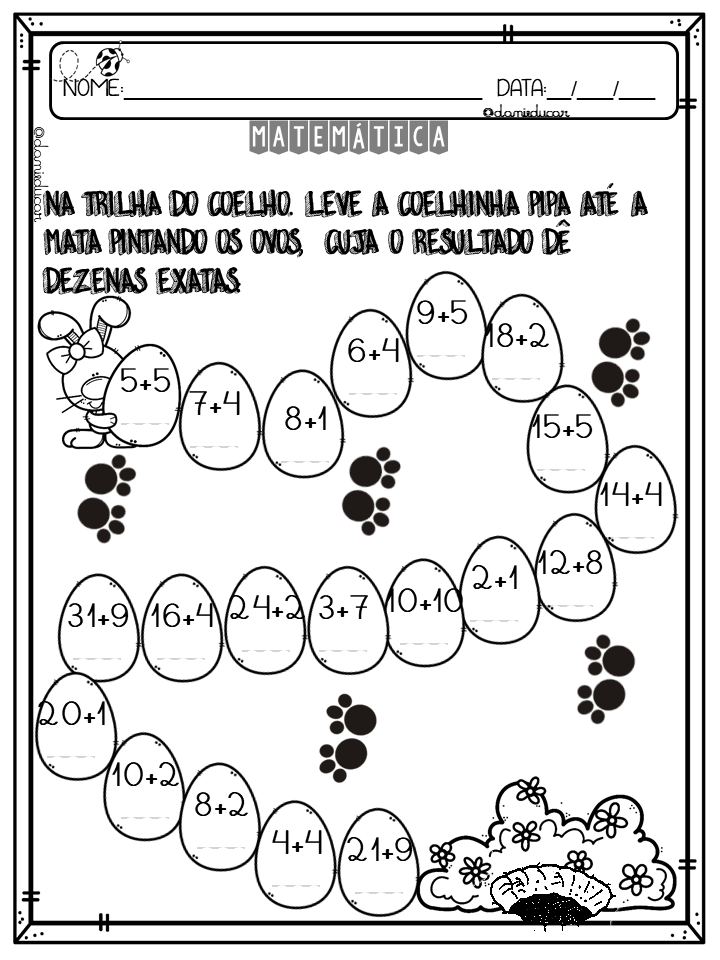 NOME: DATA: / /
@damieducar
MATEMÁTICA
@damieducar
NA TRILHA DO COELHO. LEVE A COELHINHA PIPA ATÉ A
MATA PINTANDO OS OVOS, CUJA O RESULTADO DÊ
DEZENAS EXATAS.
5+5
7+4
8+1
6+4
9+5
18+2
15+5
14+4
12+8
2+1
10+10
3+7
24+2
16+4
31+9
20+1
10+2
8+2
4+4
21+9